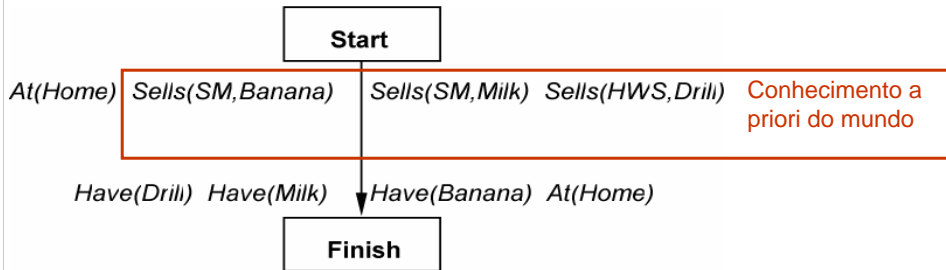 Start
At(Home) Sells(SM,Banana) Sells(SM,Milk) Sells(HWS,Drill) Conhecimento a
priori do mundo
Have(Drill) Have(Milk) Have(Banana) At(Home)
Finish